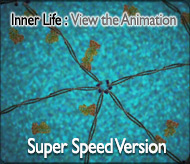 Inner Life : View the Animation
Super Speed Version